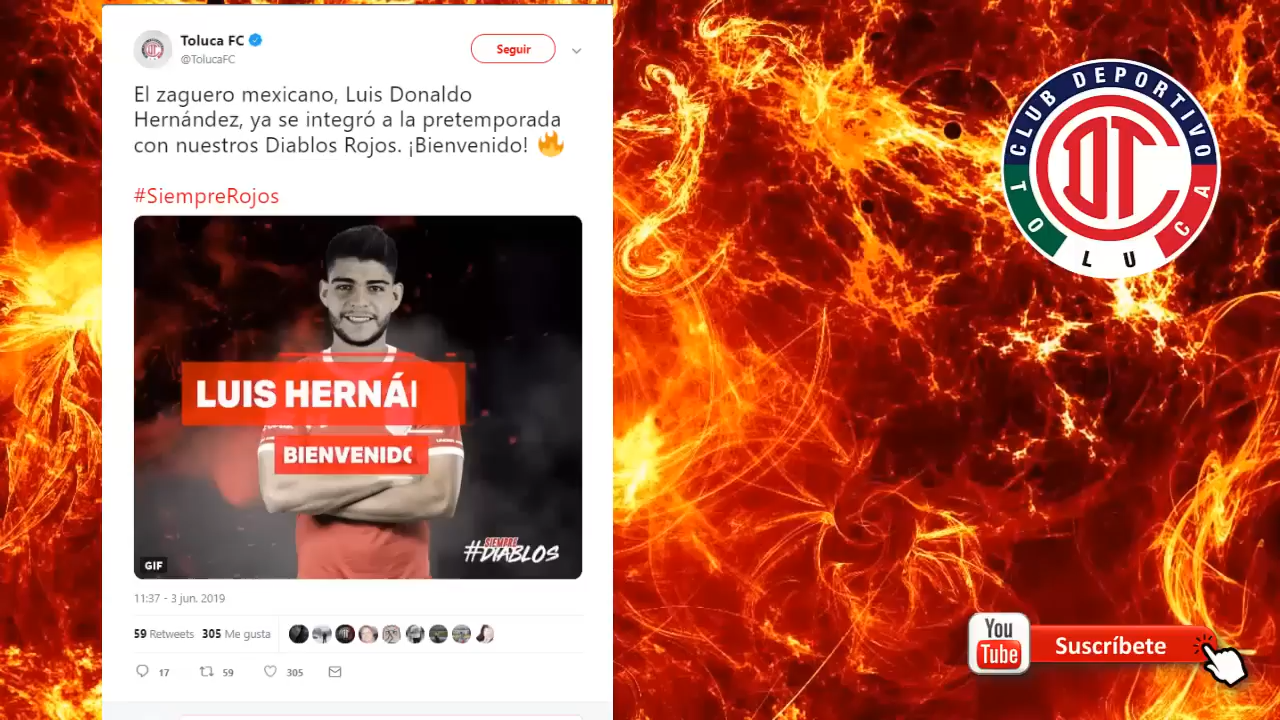 Toluca FC
@TolucaFC
Seguir
El zaguero mexicano, Luis Donaldo
Hernández, ya se integró a la pretemporada
con nuestros Diablos Rojos. ¡Bienvenido!
#SiempreRojos
LUIS HERNÁ
BIENVENIDO
SIEMPRE
#DIABLOS
GIF
11:37 - 3 jun. 2019
59 Retweets 305 Me gusta
17 59 305
CLUB DEPORTIVO
TOLUCA
DTC
You
Tube
Suscríbete